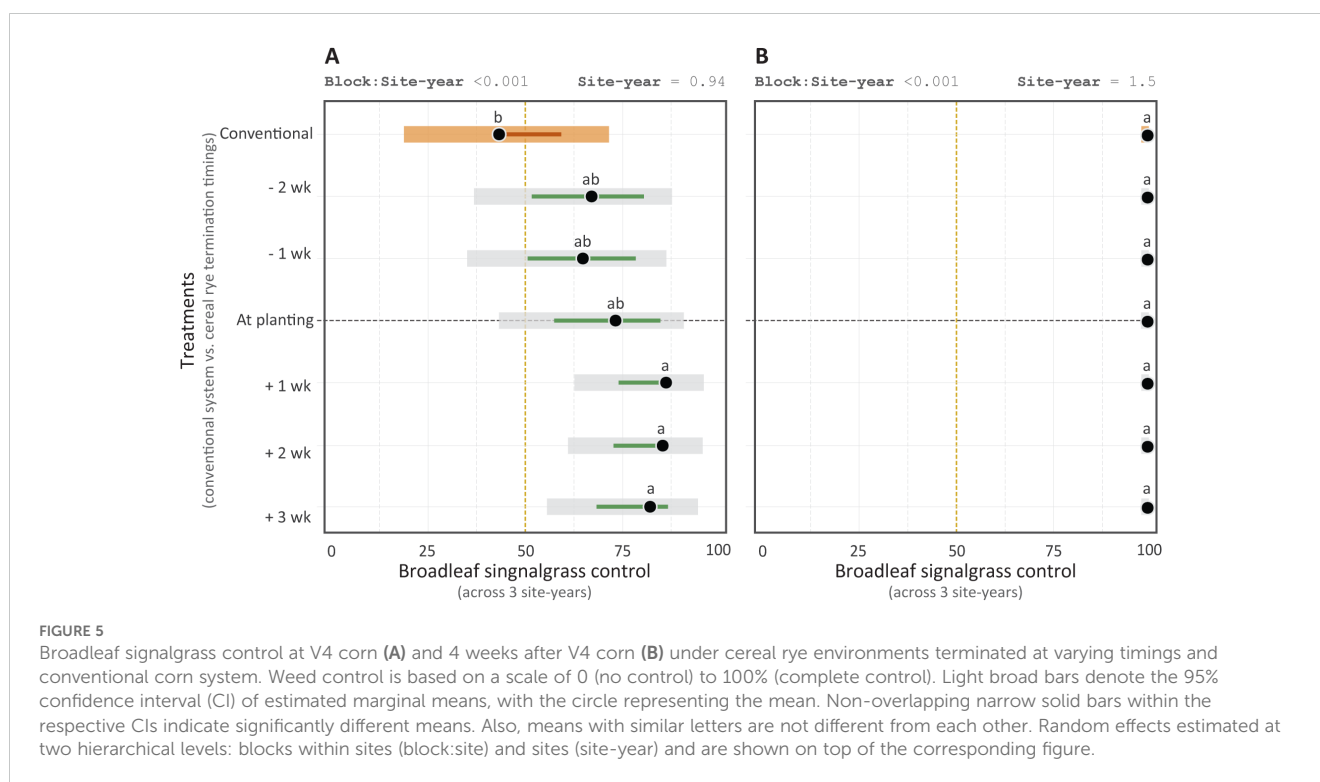 A
B
Block:Site-year <0.001 Site-year = 0.94
Block:Site-year <0.001 Site-year = 1.5
Treatments
(conventional system vs. cereal rye termination timings)
Conventional
- 2 wk
- 1 wk
At planting
+ 1 wk
+ 2 wk
+ 3 wk
b
ab
ab
ab
a
a
a
a
a
a
a
a
a
a
0 25 50 75 100
0 25 50 75 100
Broadleaf singnalgrass control
(across 3 site-years)
Broadleaf signalgrass control
(across 3 site-years)
FIGURE 5
Broadleaf signalgrass control at V4 corn (A) and 4 weeks after V4 corn (B) under cereal rye environments terminated at varying timings and
conventional corn system. Weed control is based on a scale of 0 (no control) to 100% (complete control). Light broad bars denote the 95%
confidence interval (CI) of estimated marginal means, with the circle representing the mean. Non-overlapping narrow solid bars within the
respective CIs indicate significantly different means. Also, means with similar letters are not different from each other. Random effects estimated at
two hierarchical levels: blocks within sites (block:site) and sites (site-year) and are shown on top of the corresponding figure.